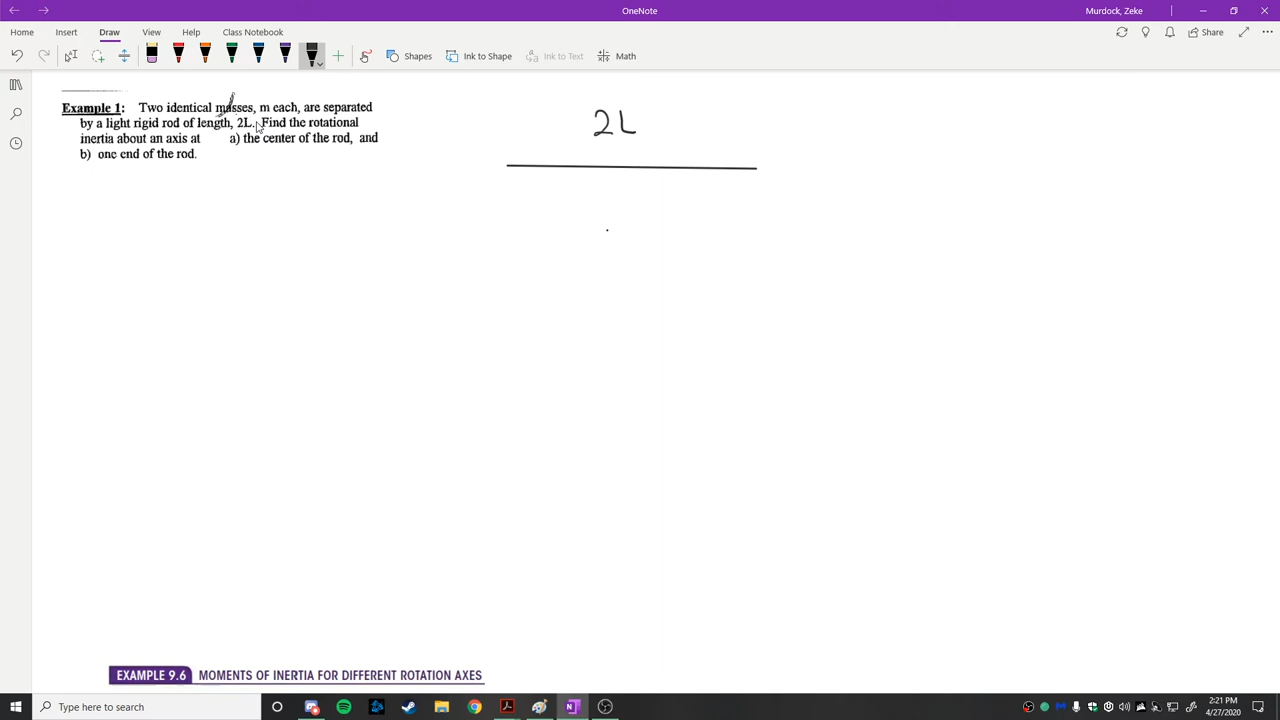 OneNote
Murdock, Zeke
Home Insert Draw View Help Class Notebook
Share
Shapes Ink to Shape Ink to Text Math
Example 1: Two identical masses, m each, are separated
by a light rigid rod of length, 2L. Find the rotational
inertia about an axis at a) the center of the rod, and
b) one end of the rod.
2L
EXAMPLE 9.6 MOMENTS OF INERTIA FOR DIFFERENT ROTATION AXES
Type here to search
2:21 PM
4/27/2020